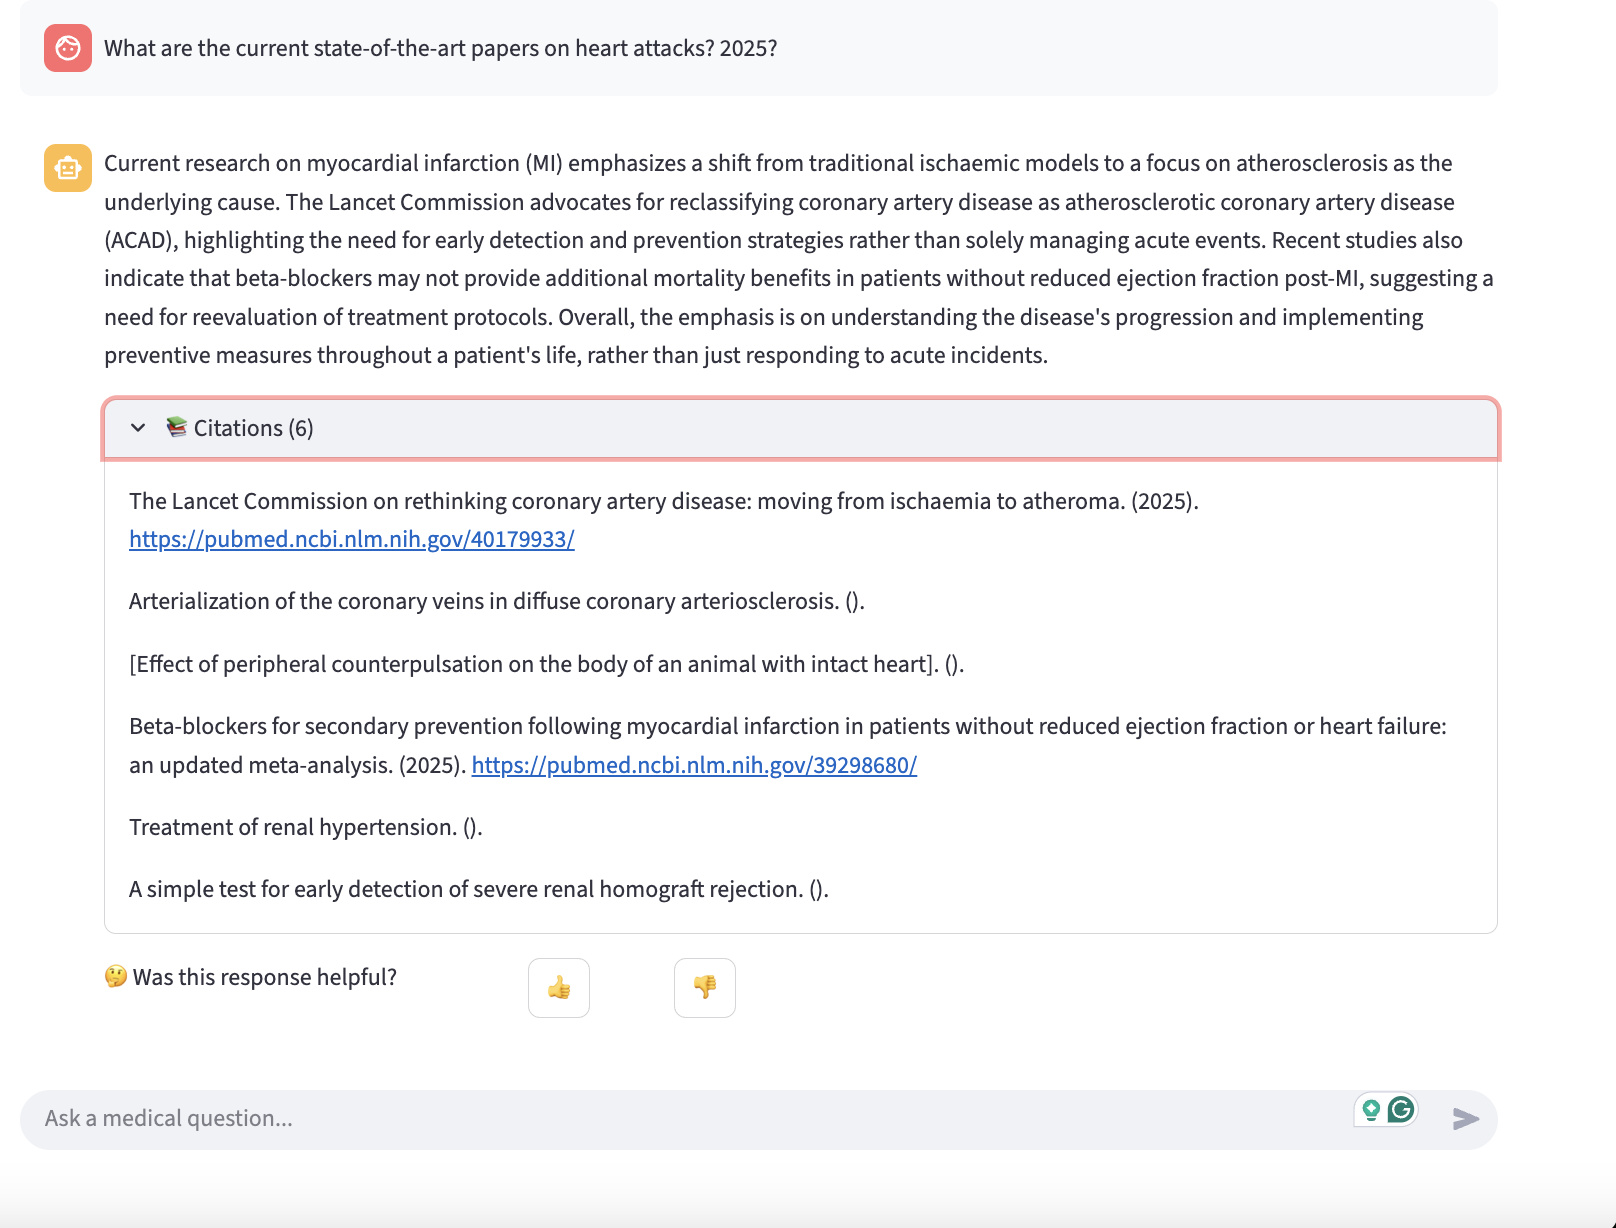 What are the current state-of-the-art papers on heart attacks? 2025?
Current research on myocardial infarction (MI) emphasizes a shift from traditional ischaemic models to a focus on atherosclerosis as the
underlying cause. The Lancet Commission advocates for reclassifying coronary artery disease as atherosclerotic coronary artery disease
(ACAD), highlighting the need for early detection and prevention strategies rather than solely managing acute events. Recent studies also
indicate that beta-blockers may not provide additional mortality benefits in patients without reduced ejection fraction post-MI, suggesting a
need for reevaluation of treatment protocols. Overall, the emphasis is on understanding the disease's progression and implementing
preventive measures throughout a patient's life, rather than just responding to acute incidents.
📚 Citations (6)
The Lancet Commission on rethinking coronary artery disease: moving from ischaemia to atheroma. (2025).
https://pubmed.ncbi.nlm.nih.gov/40179933/
Arterialization of the coronary veins in diffuse coronary arteriosclerosis. ().
[Effect of peripheral counterpulsation on the body of an animal with intact heart]. ().
Beta-blockers for secondary prevention following myocardial infarction in patients without reduced ejection fraction or heart failure:
an updated meta-analysis. (2025). https://pubmed.ncbi.nlm.nih.gov/39298680/
Treatment of renal hypertension. ().
A simple test for early detection of severe renal homograft rejection. ().
🤔 Was this response helpful? 👍 👎
Ask a medical question...